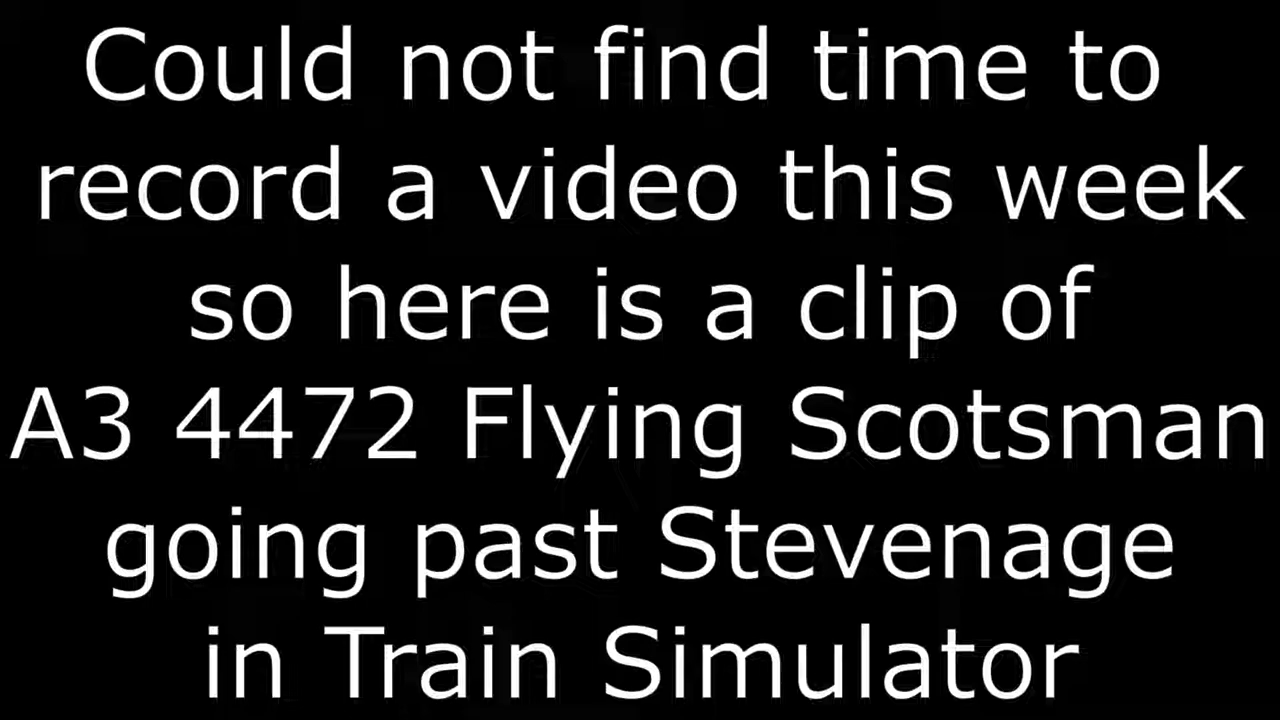 Could not find time to
record a video this week
so here is a clip of
A3 4472 Flying Scotsman
going past Stevenage
in Train Simulator